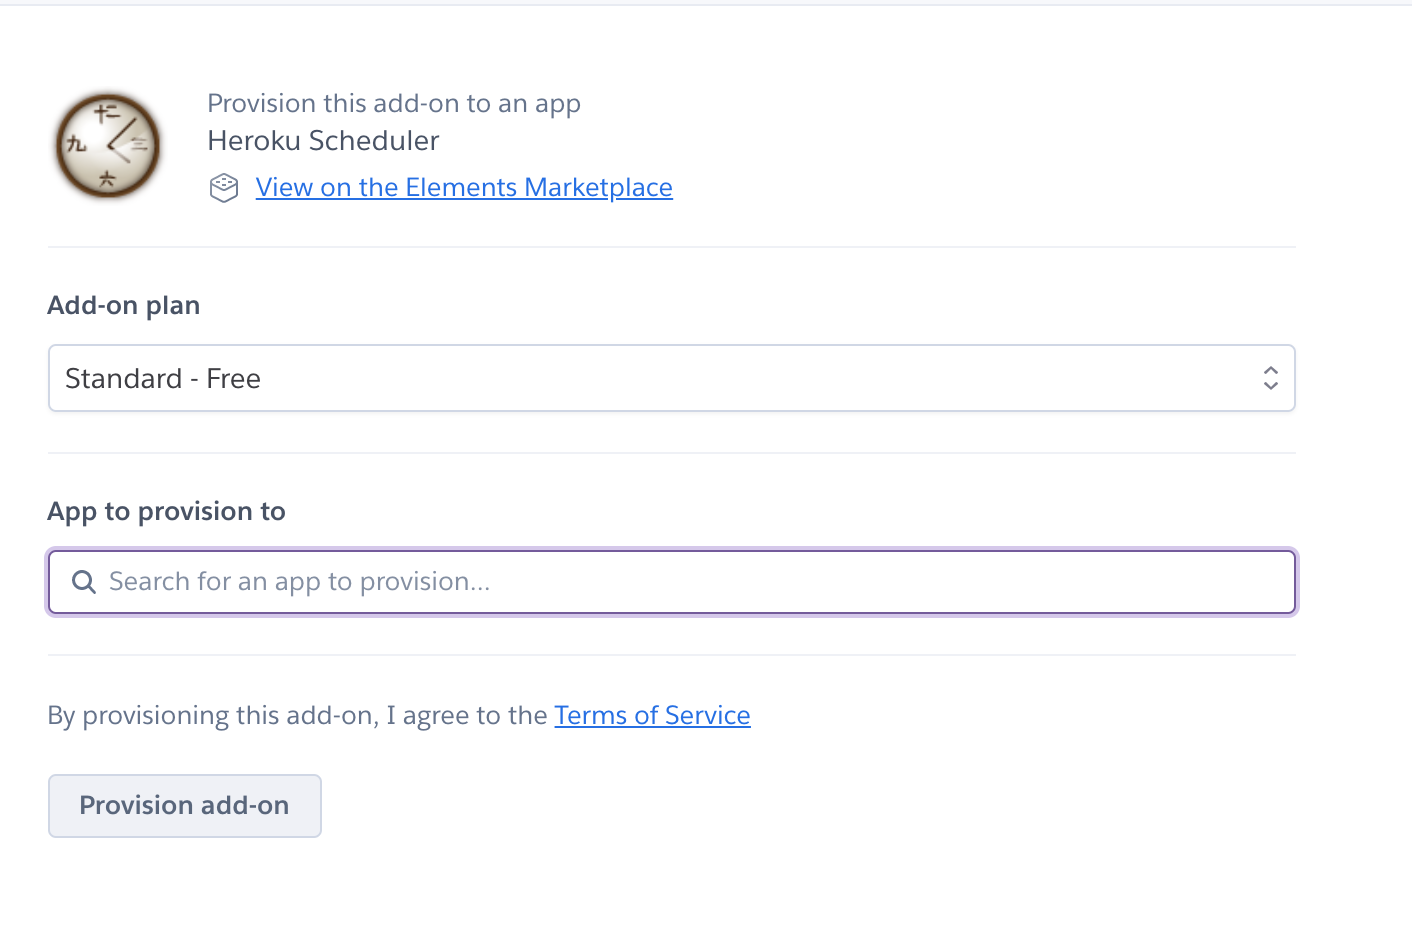 十二
九
三
六
Provision this add-on to an app
Heroku Scheduler
View on the Elements Marketplace
Add-on plan
Standard - Free
App to provision to
Search for an app to provision...
By provisioning this add-on, I agree to the Terms of Service
Provision add-on